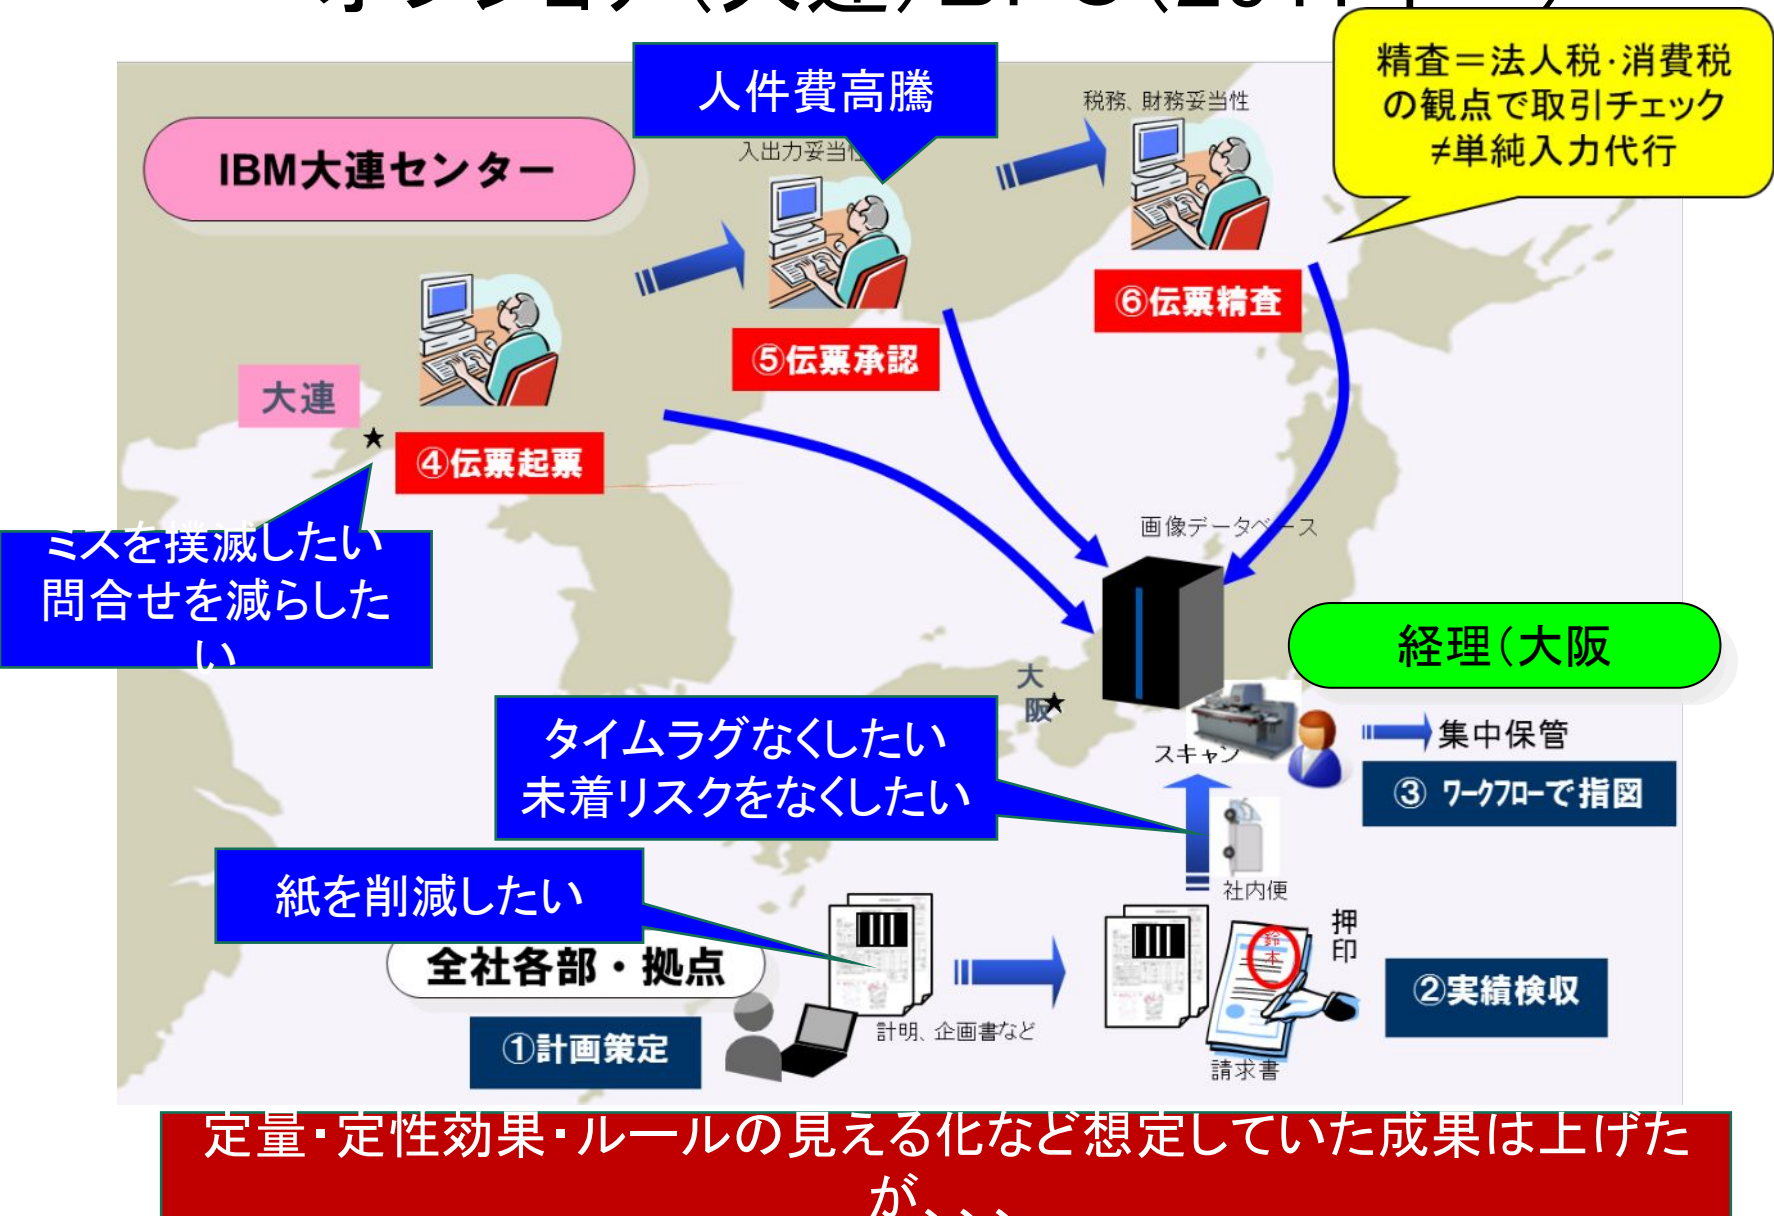 人件費高騰
精査＝法人税・消費税
の観点で取引チェック
≠単純入力代行
税務、財務妥当性
IBM大連センター
入出力妥当性
⑥伝票精査
⑤伝票承認
大連
④伝票起票
画像データベース
ミスを撲滅したい
問合せを減らした
い
経理（大阪
大
阪
タイムラグなくしたい
未着リスクをなくしたい
スキャン
集中保管
③ ワークフローで指図
紙を削減したい
社内便
押
印
全社各部・拠点
②実績検収
①計画策定
計明、企画書など
請求書
定量・定性効果・ルールの見える化など想定していた成果は上げた
が、、、